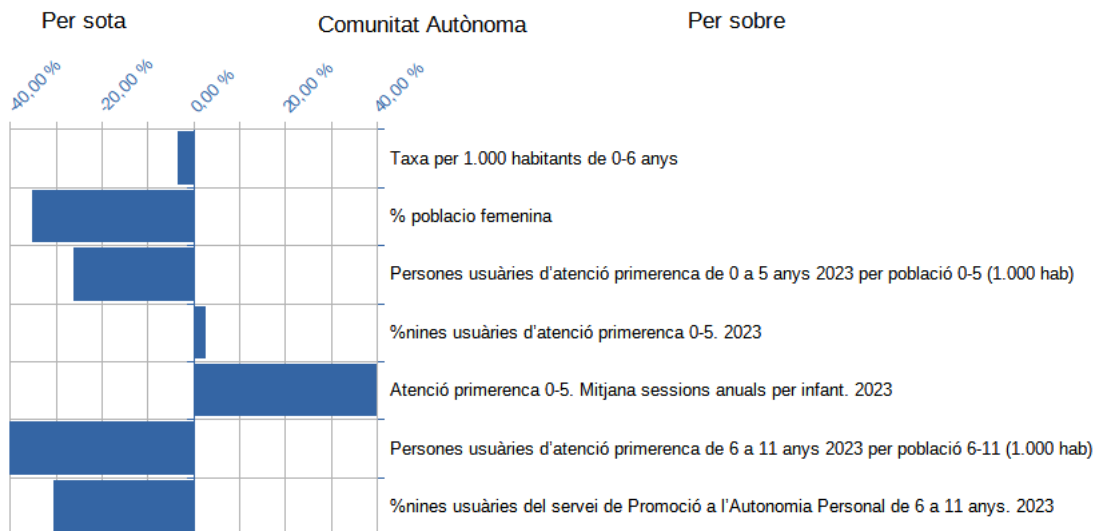 Per sota
Comunitat Autònoma
Per sobre
-40,00 %
-20,00 %
0,00 %
20,00 %
40,00 %
Taxa per 1.000 habitants de 0-6 anys
% poblacio femenina
Persones usuàries d’atenció primerenca de 0 a 5 anys 2023 per població 0-5 (1.000 hab)
%nines usuàries d’atenció primerenca 0-5. 2023
Atenció primerenca 0-5. Mitjana sessions anuals per infant. 2023
Persones usuàries d’atenció primerenca de 6 a 11 anys 2023 per població 6-11 (1.000 hab)
%nines usuàries del servei de Promoció a l’Autonomia Personal de 6 a 11 anys. 2023